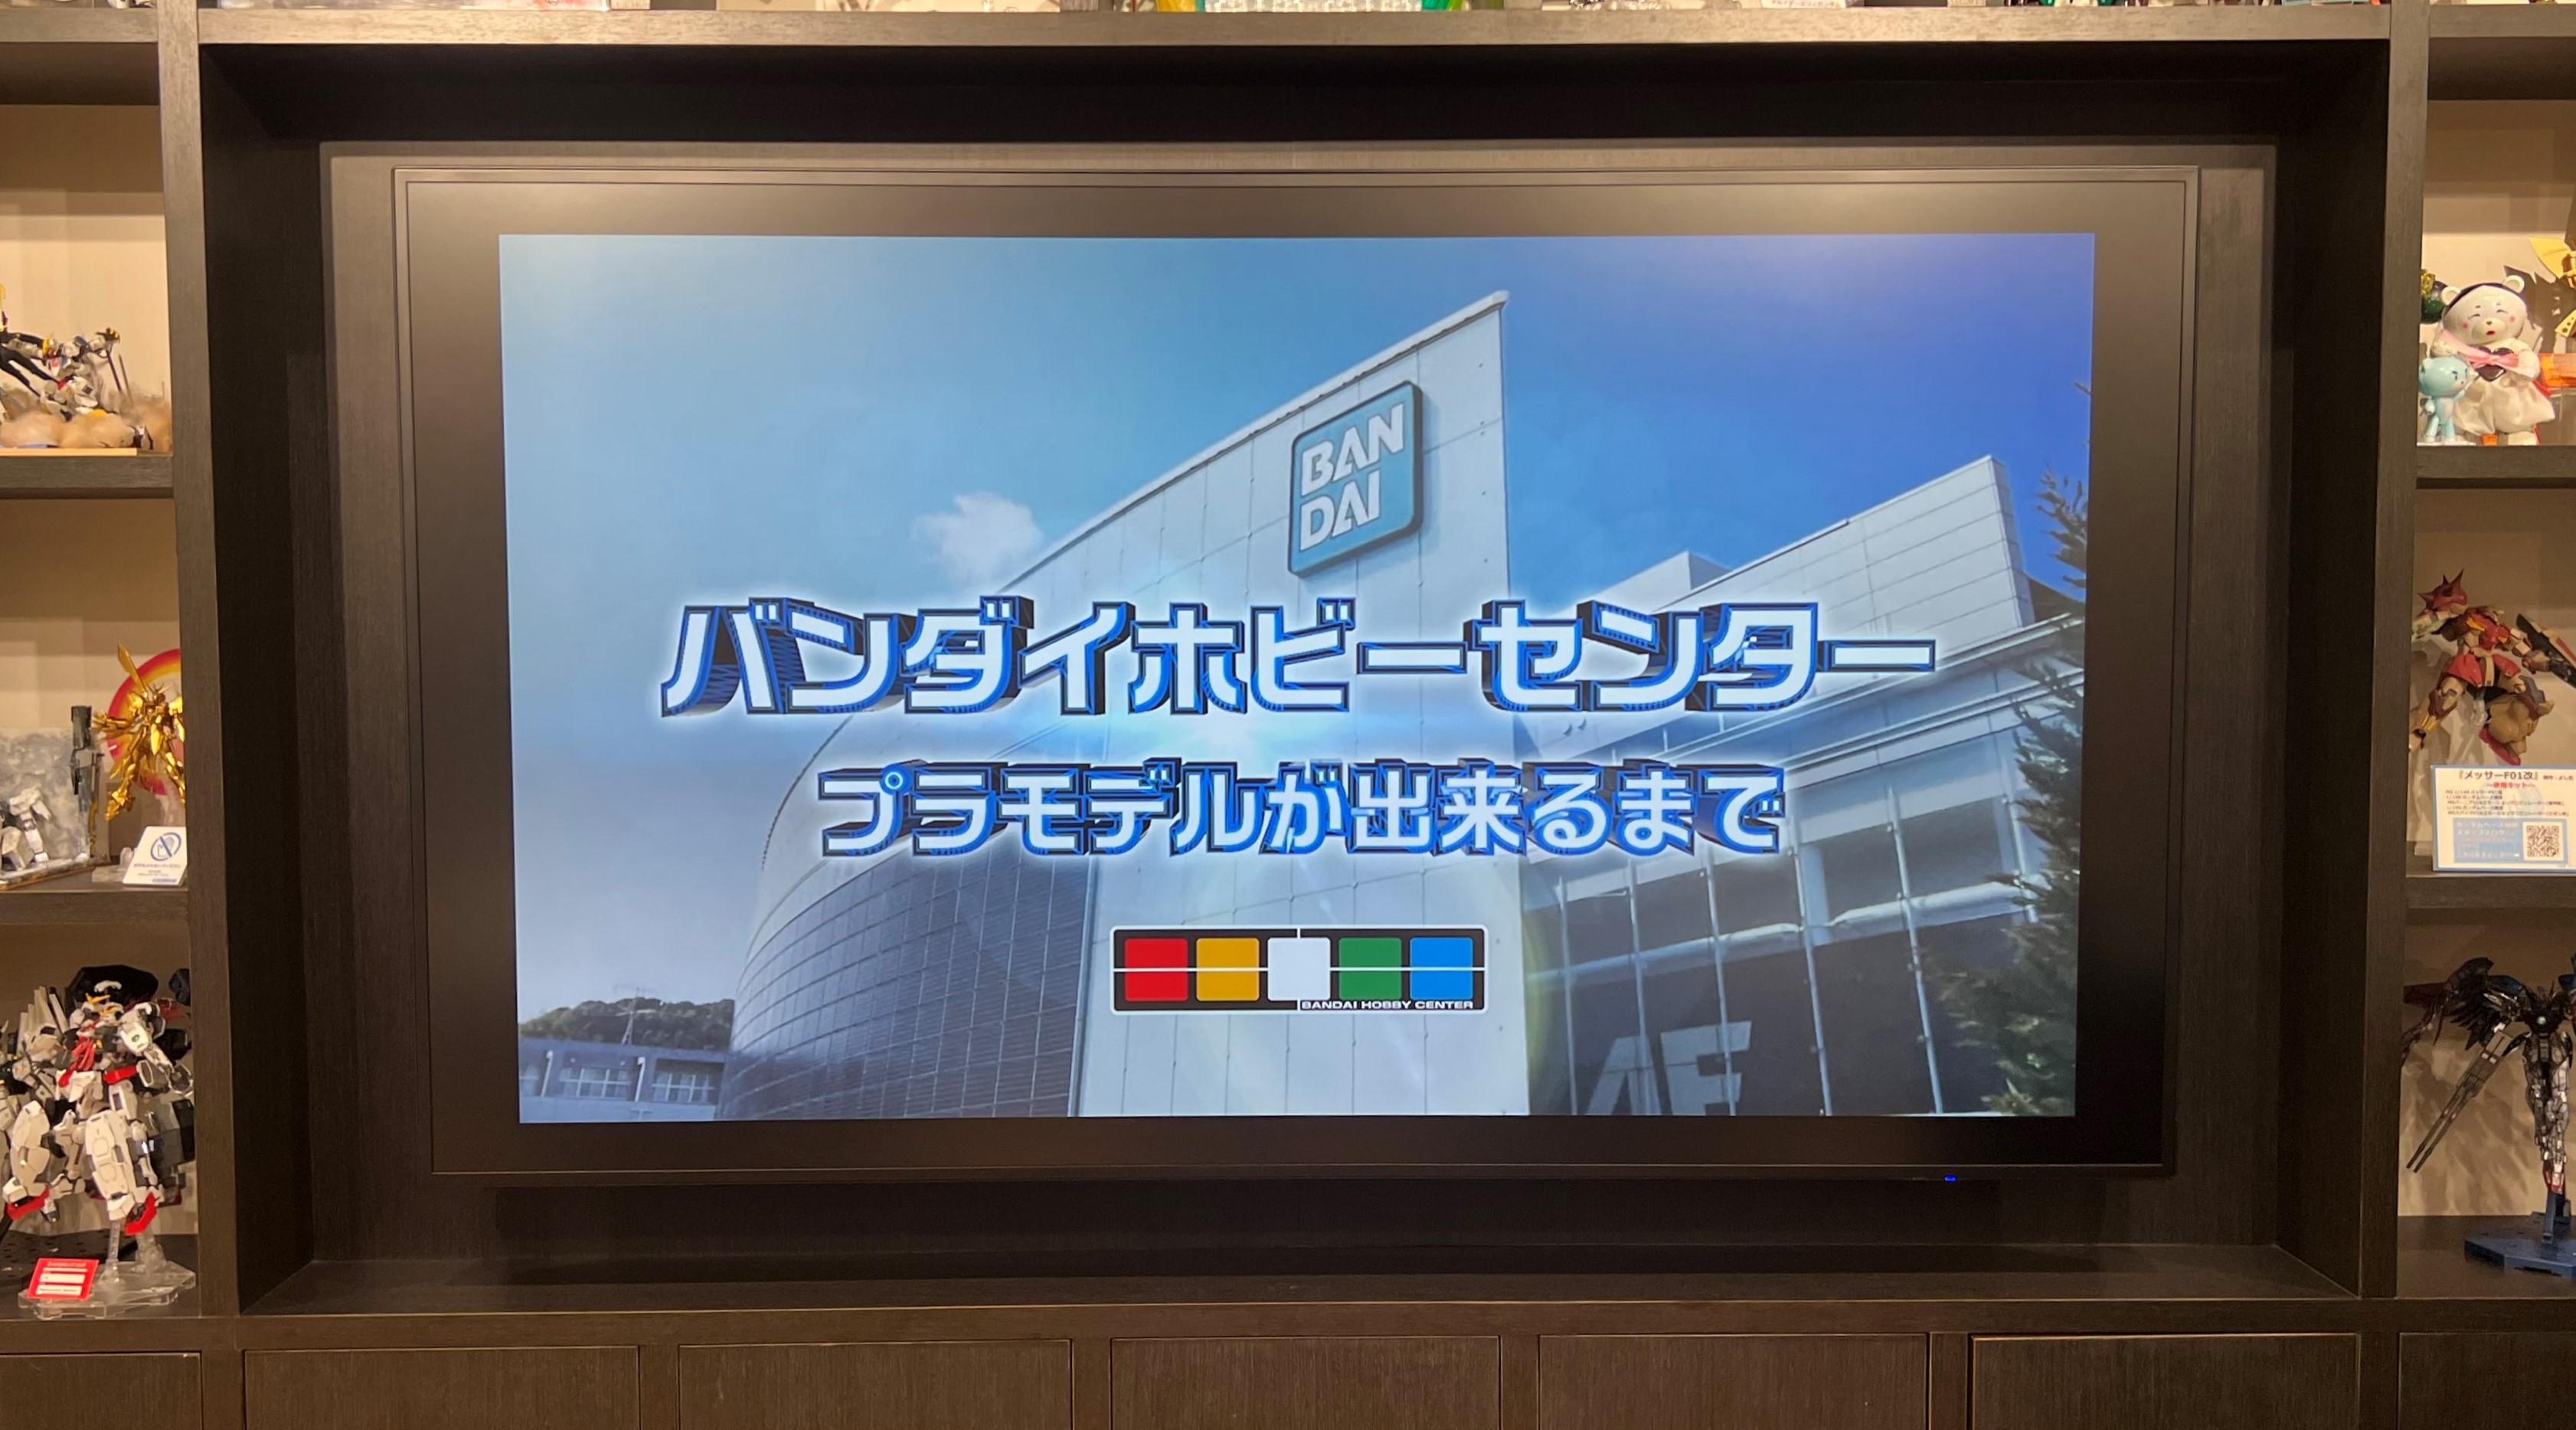 BAN
DAI
バンダイホビーセンター
プラモデルが出来るまで
BANDAI HOBBY CENTER
『メッサーF01改』